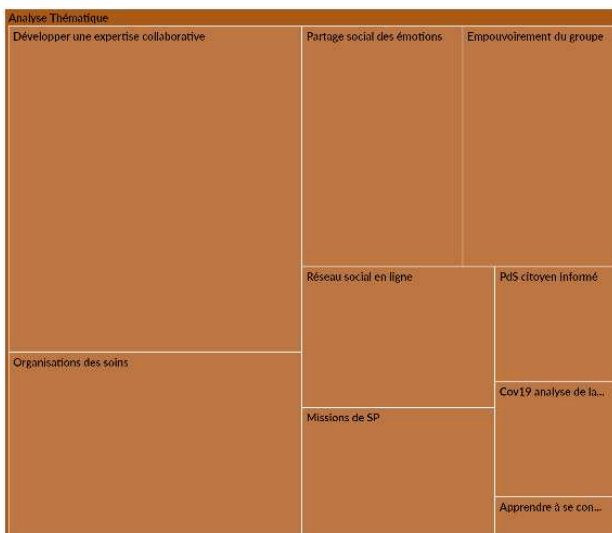 Analyse Thématique
Développer une expertise collaborative
Partage social des émotions
Empouvoirement du groupe
Réseau social en ligne
PdS citoyen informé
Organisations des soins
Cov19 analyse de la...
Missions de SP
Apprendre à se con...